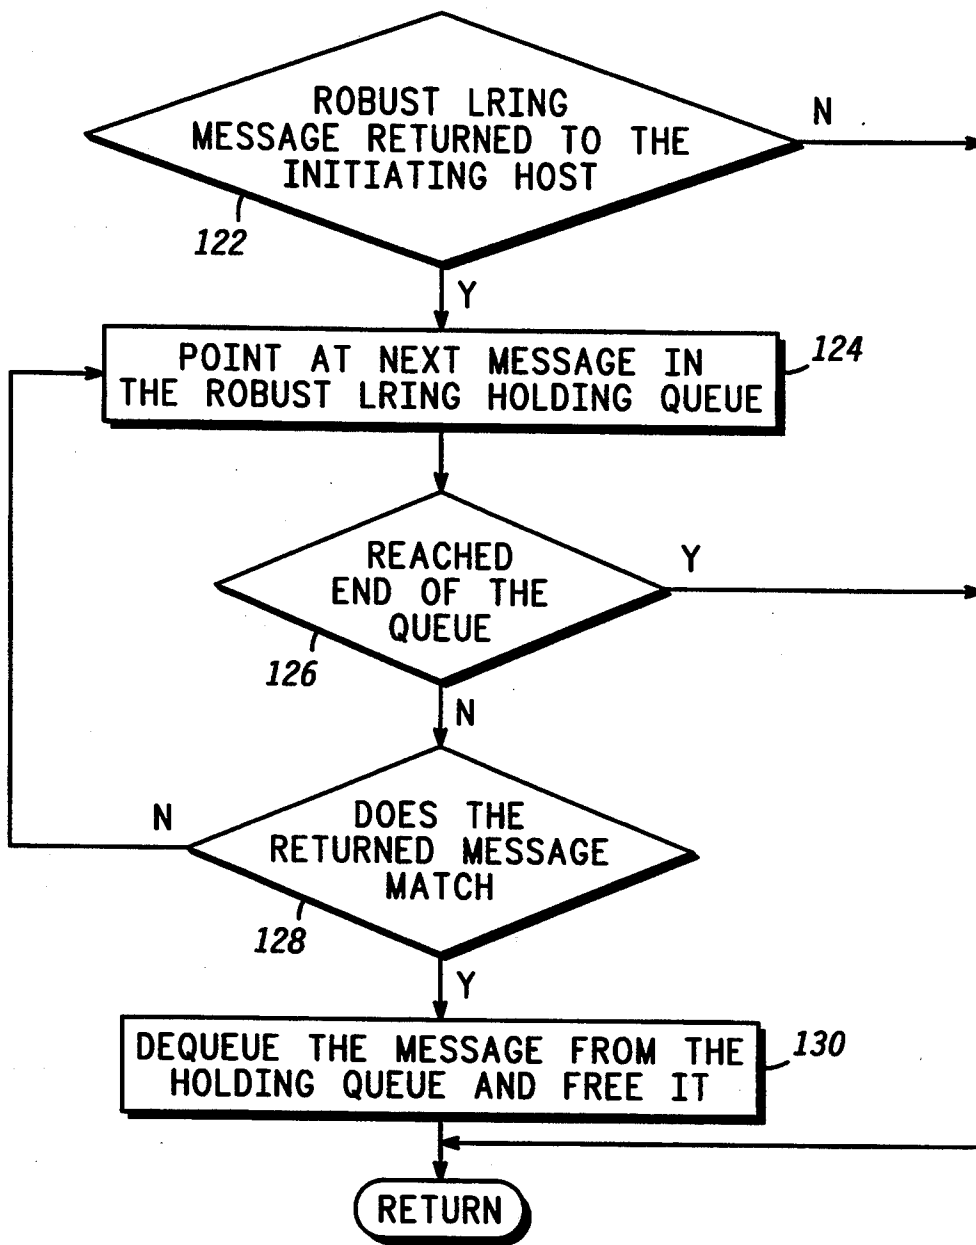 ROBUST LRING
MESSAGE RETURNED TO THE
INITIATING HOST
N
122
Y
POINT AT NEXT MESSAGE IN
THE ROBUST LRING HOLDING QUEUE
124
REACHED
END OF THE
QUEUE
Y
126
N
DOES THE
RETURNED MESSAGE
MATCH
N
128
Y
DEQUEUE THE MESSAGE FROM THE
HOLDING QUEUE AND FREE IT
130
RETURN